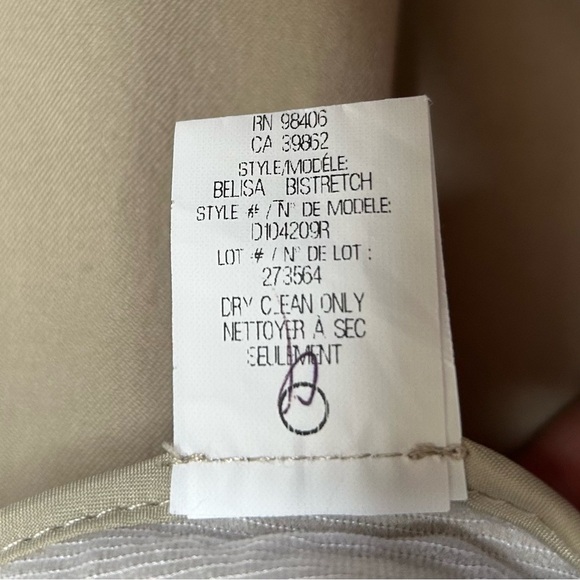 RN 98406
CA 39862
STYLE/MODÉLE:
BELISA BISTRETCH
STYLE # / N° DE MODELE:
D104209R
LOT # / N° DE LOT :
273564
DRY CLEAN ONLY
NETTOYER À SEC
SEULEMENT